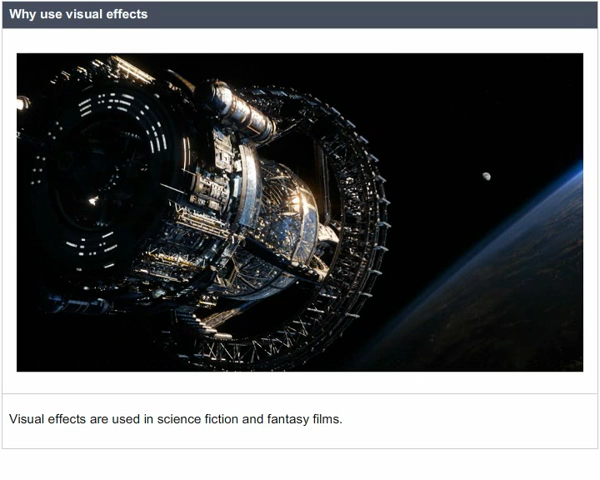 Why use visual effects
Visual effects are used in science fiction and fantasy films.